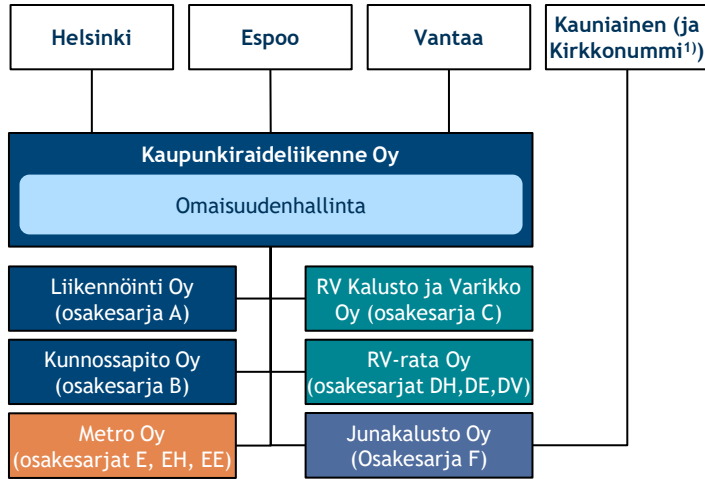 Helsinki
Espoo
Vantaa
Kauniainen (ja
Kirkkonummi¹⁾)
Kaupunkiraideliikenne Oy
Omaisuudenhallinta
Liikennöinti Oy
(osakesarja A)
RV Kalusto ja Varikko
Oy (osakesarja C)
Kunnossapito Oy
(osakesarja B)
RV-rata Oy
(osakesarjat DH,DE,DV)
Metro Oy
(osakesarjat E, EH, EE)
Junakalusto Oy
(Osakesarja F)